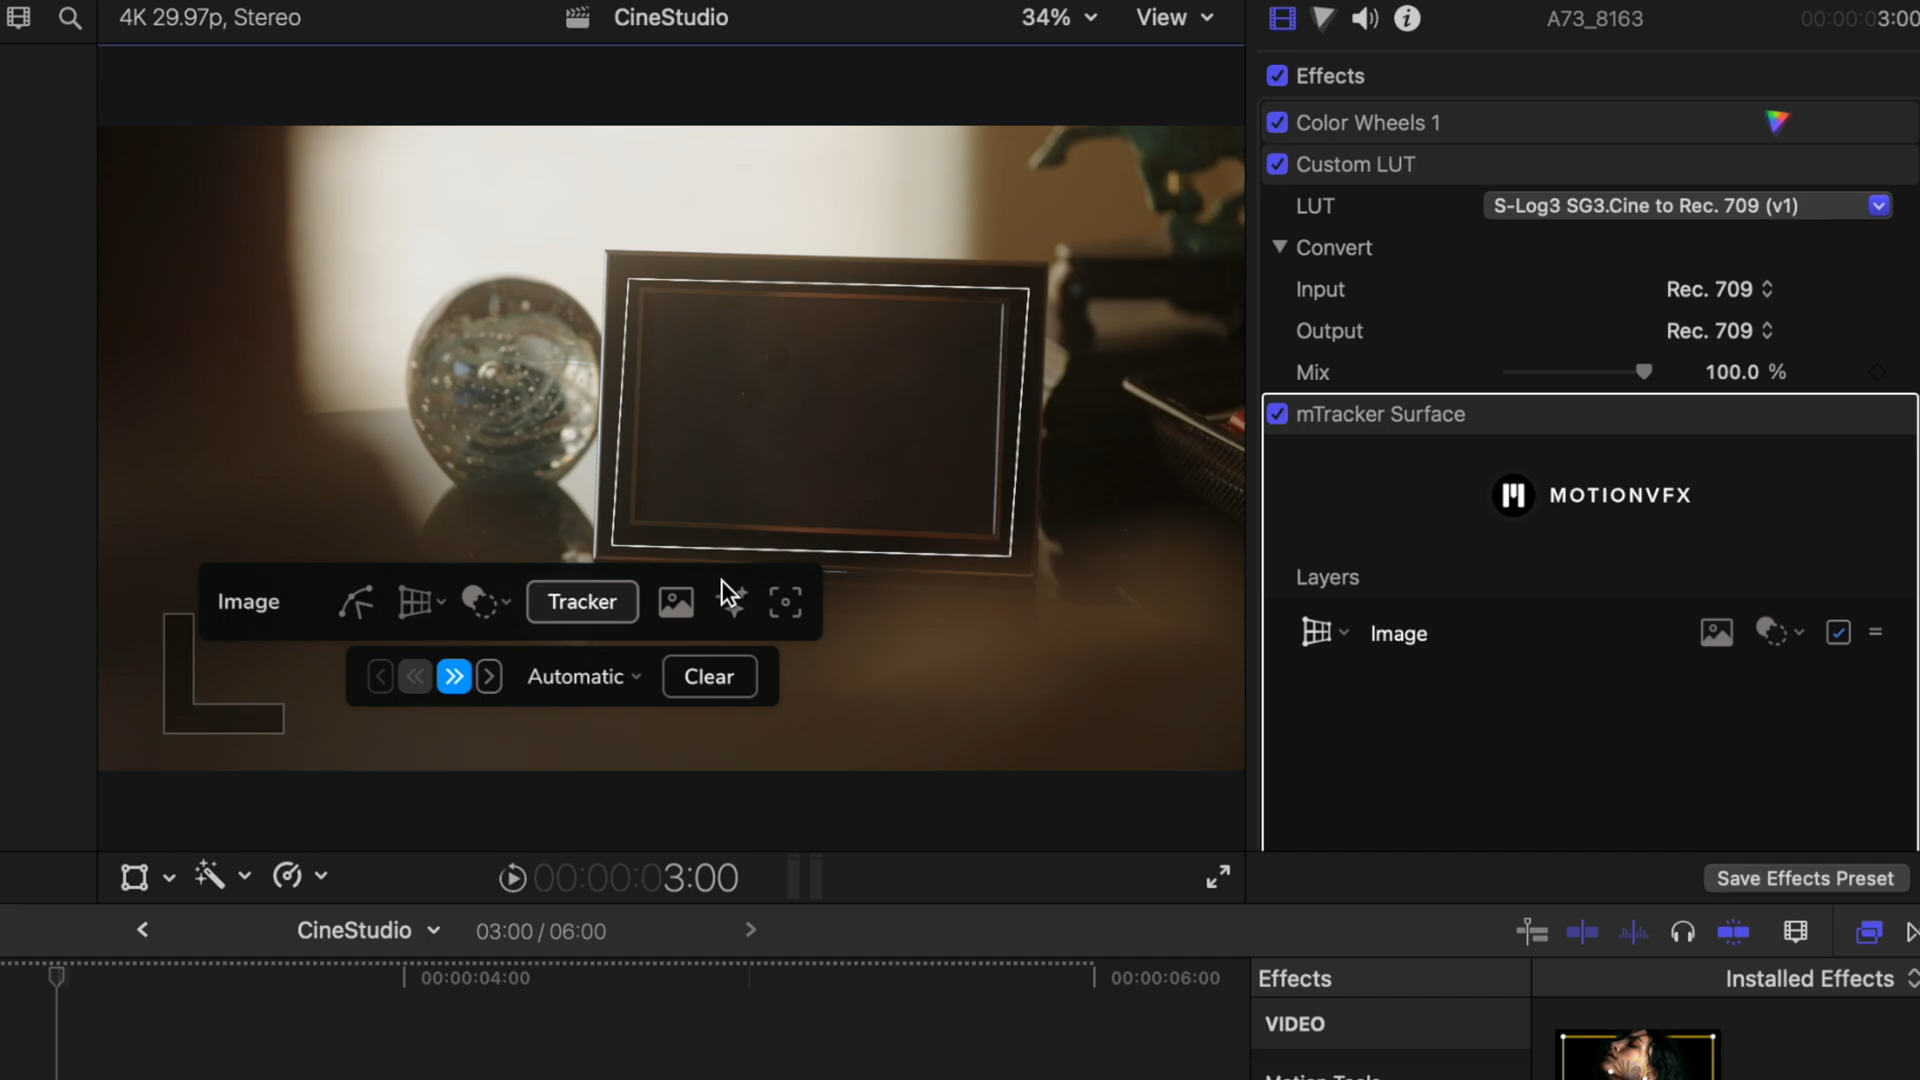 4K 29.97p, Stereo
CineStudio
34%
View
A73_8163
00:00:03:00
Effects
Color Wheels 1
Custom LUT
LUT
S-Log3 SG3.Cine to Rec. 709 (v1)
Convert
Input
Rec. 709
Output
Rec. 709
Mix
100.0 %
mTracker Surface
MOTIONVFX
Layers
Image
Image
Tracker
Automatic
Clear
00:00:03:00
Save Effects Preset
CineStudio
03:00 / 06:00
00:00:04:00
00:00:06:00
Effects
Installed Effects
VIDEO